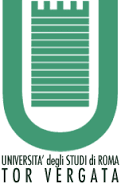 UNIVERSITA' degli STUDI di ROMA
TOR VERGATA